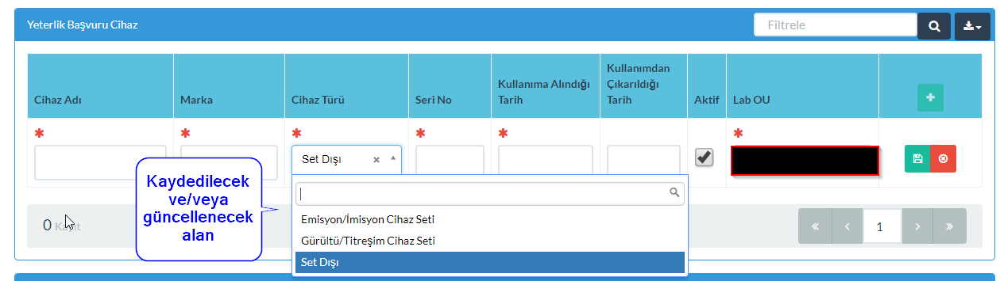 Yeterlik Başvuru Cihaz
Filtrele
Cihaz Adı
Marka
Cihaz Türü
Seri No
Kullanıma Alındığı
Tarih
Kullanımdan
Çıkarıldığı
Tarih
Aktif
Lab OU
Set Dışı
Kaydedilecek
ve/veya
güncellenecek
alan
Emisyon/İmisyon Cihaz Seti
Gürültü/Titreşim Cihaz Seti
Set Dışı
0 Kayıt
1